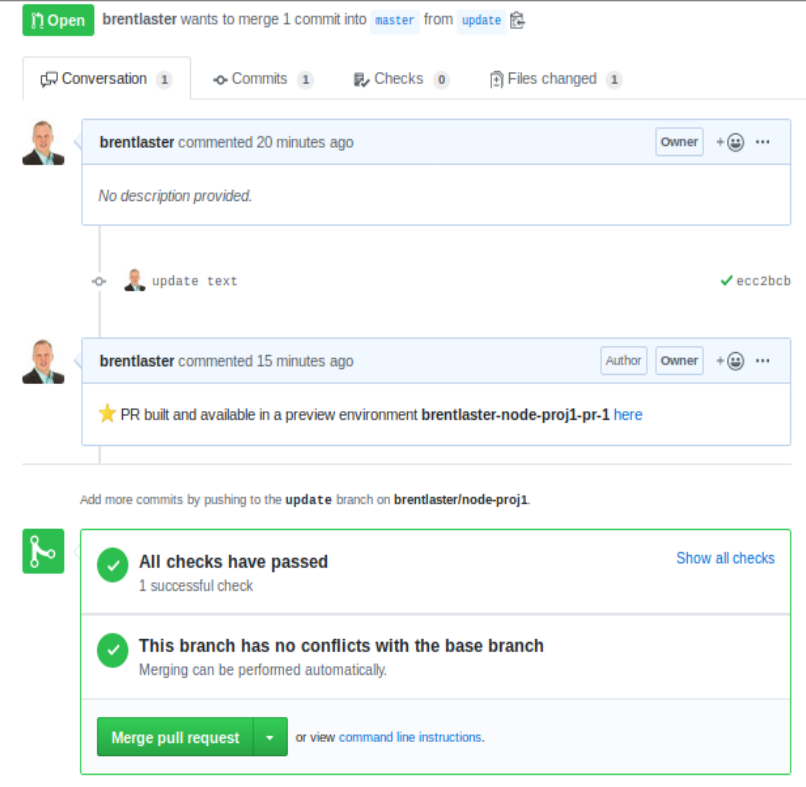 Open brentlaster wants to merge 1 commit into master from update
Conversation 1 Commits 1 Checks 0 Files changed 1
brentlaster commented 20 minutes ago Owner
No description provided.
update text ecc2bcb
brentlaster commented 15 minutes ago Author Owner
PR built and available in a preview environment brentlaster-node-proj1-pr-1 here
Add more commits by pushing to the update branch on brentlaster/node-proj1.
All checks have passed Show all checks
1 successful check
This branch has no conflicts with the base branch
Merging can be performed automatically.
Merge pull request or view command line instructions.